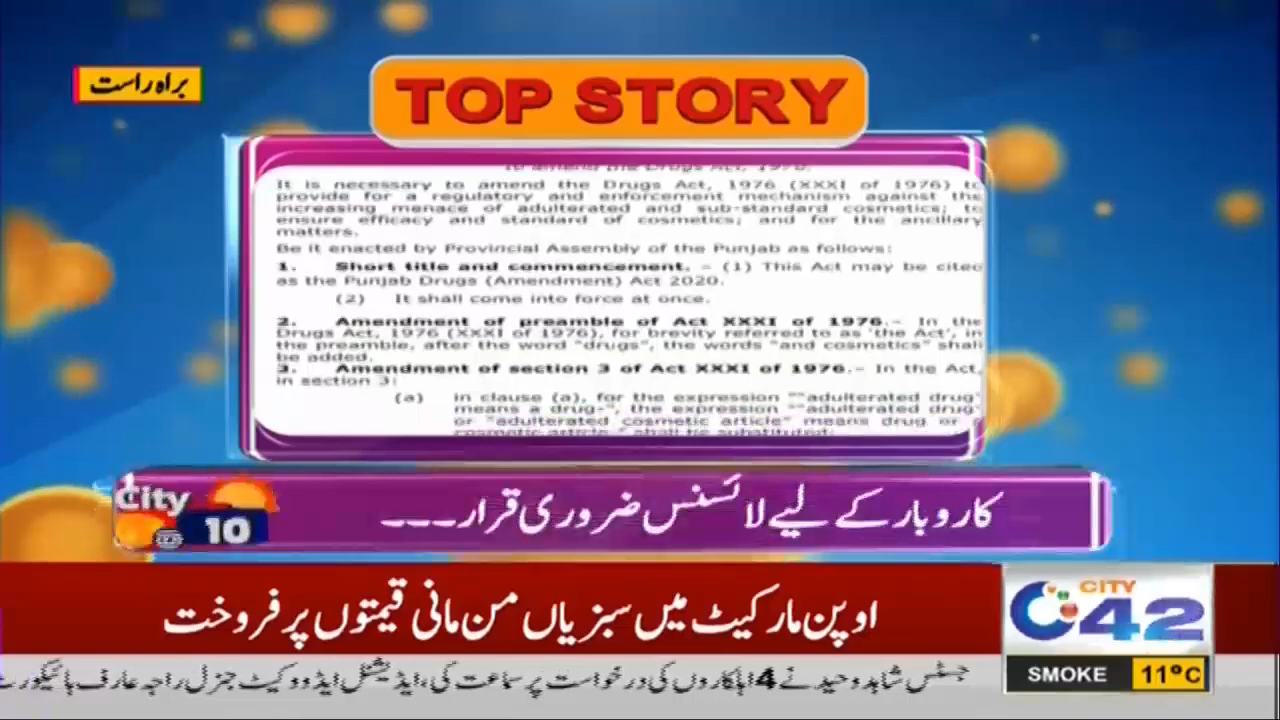 براہ راست
TOP STORY
to amend the Drugs Act, 1976.
It is necessary to amend the Drugs Act, 1976 (XXXI of 1976) to
provide for a regulatory and enforcement mechanism against the
increasing menace of adulterated and sub-standard cosmetics; to
ensure efficacy and standard of cosmetics; and for the ancillary
matters.
Be it enacted by Provincial Assembly of the Punjab as follows:
1. Short title and commencement. – (1) This Act may be cited
as the Punjab Drugs (Amendment) Act 2020.
(2) It shall come into force at once.
2. Amendment of preamble of Act XXXI of 1976.– In the
Drugs Act, 1976 (XXXI of 1976), for brevity referred to as 'the Act', in
the preamble, after the word "drugs", the words "and cosmetics" shall
be added.
3. Amendment of section 3 of Act XXXI of 1976.– In the Act,
in section 3:
(a) in clause (a), for the expression ""adulterated drug"
means a drug–", the expression ""adulterated drug"
or "adulterated cosmetic article" means drug or
cosmetic article " shall be substituted:
City
10
کاروبار کے لیے لائسنس ضروری قرار۔۔۔
اوپن مارکیٹ میں سبزیاں من مانی قیمتوں پر فروخت
CITY
42
جسٹس شاہد وحید نے 4 اہلکاروں کی درخواست پر سماعت کی، ایڈیشنل ایڈووکیٹ جنرل راجہ عارف ہائیکورٹ
SMOKE 11°C